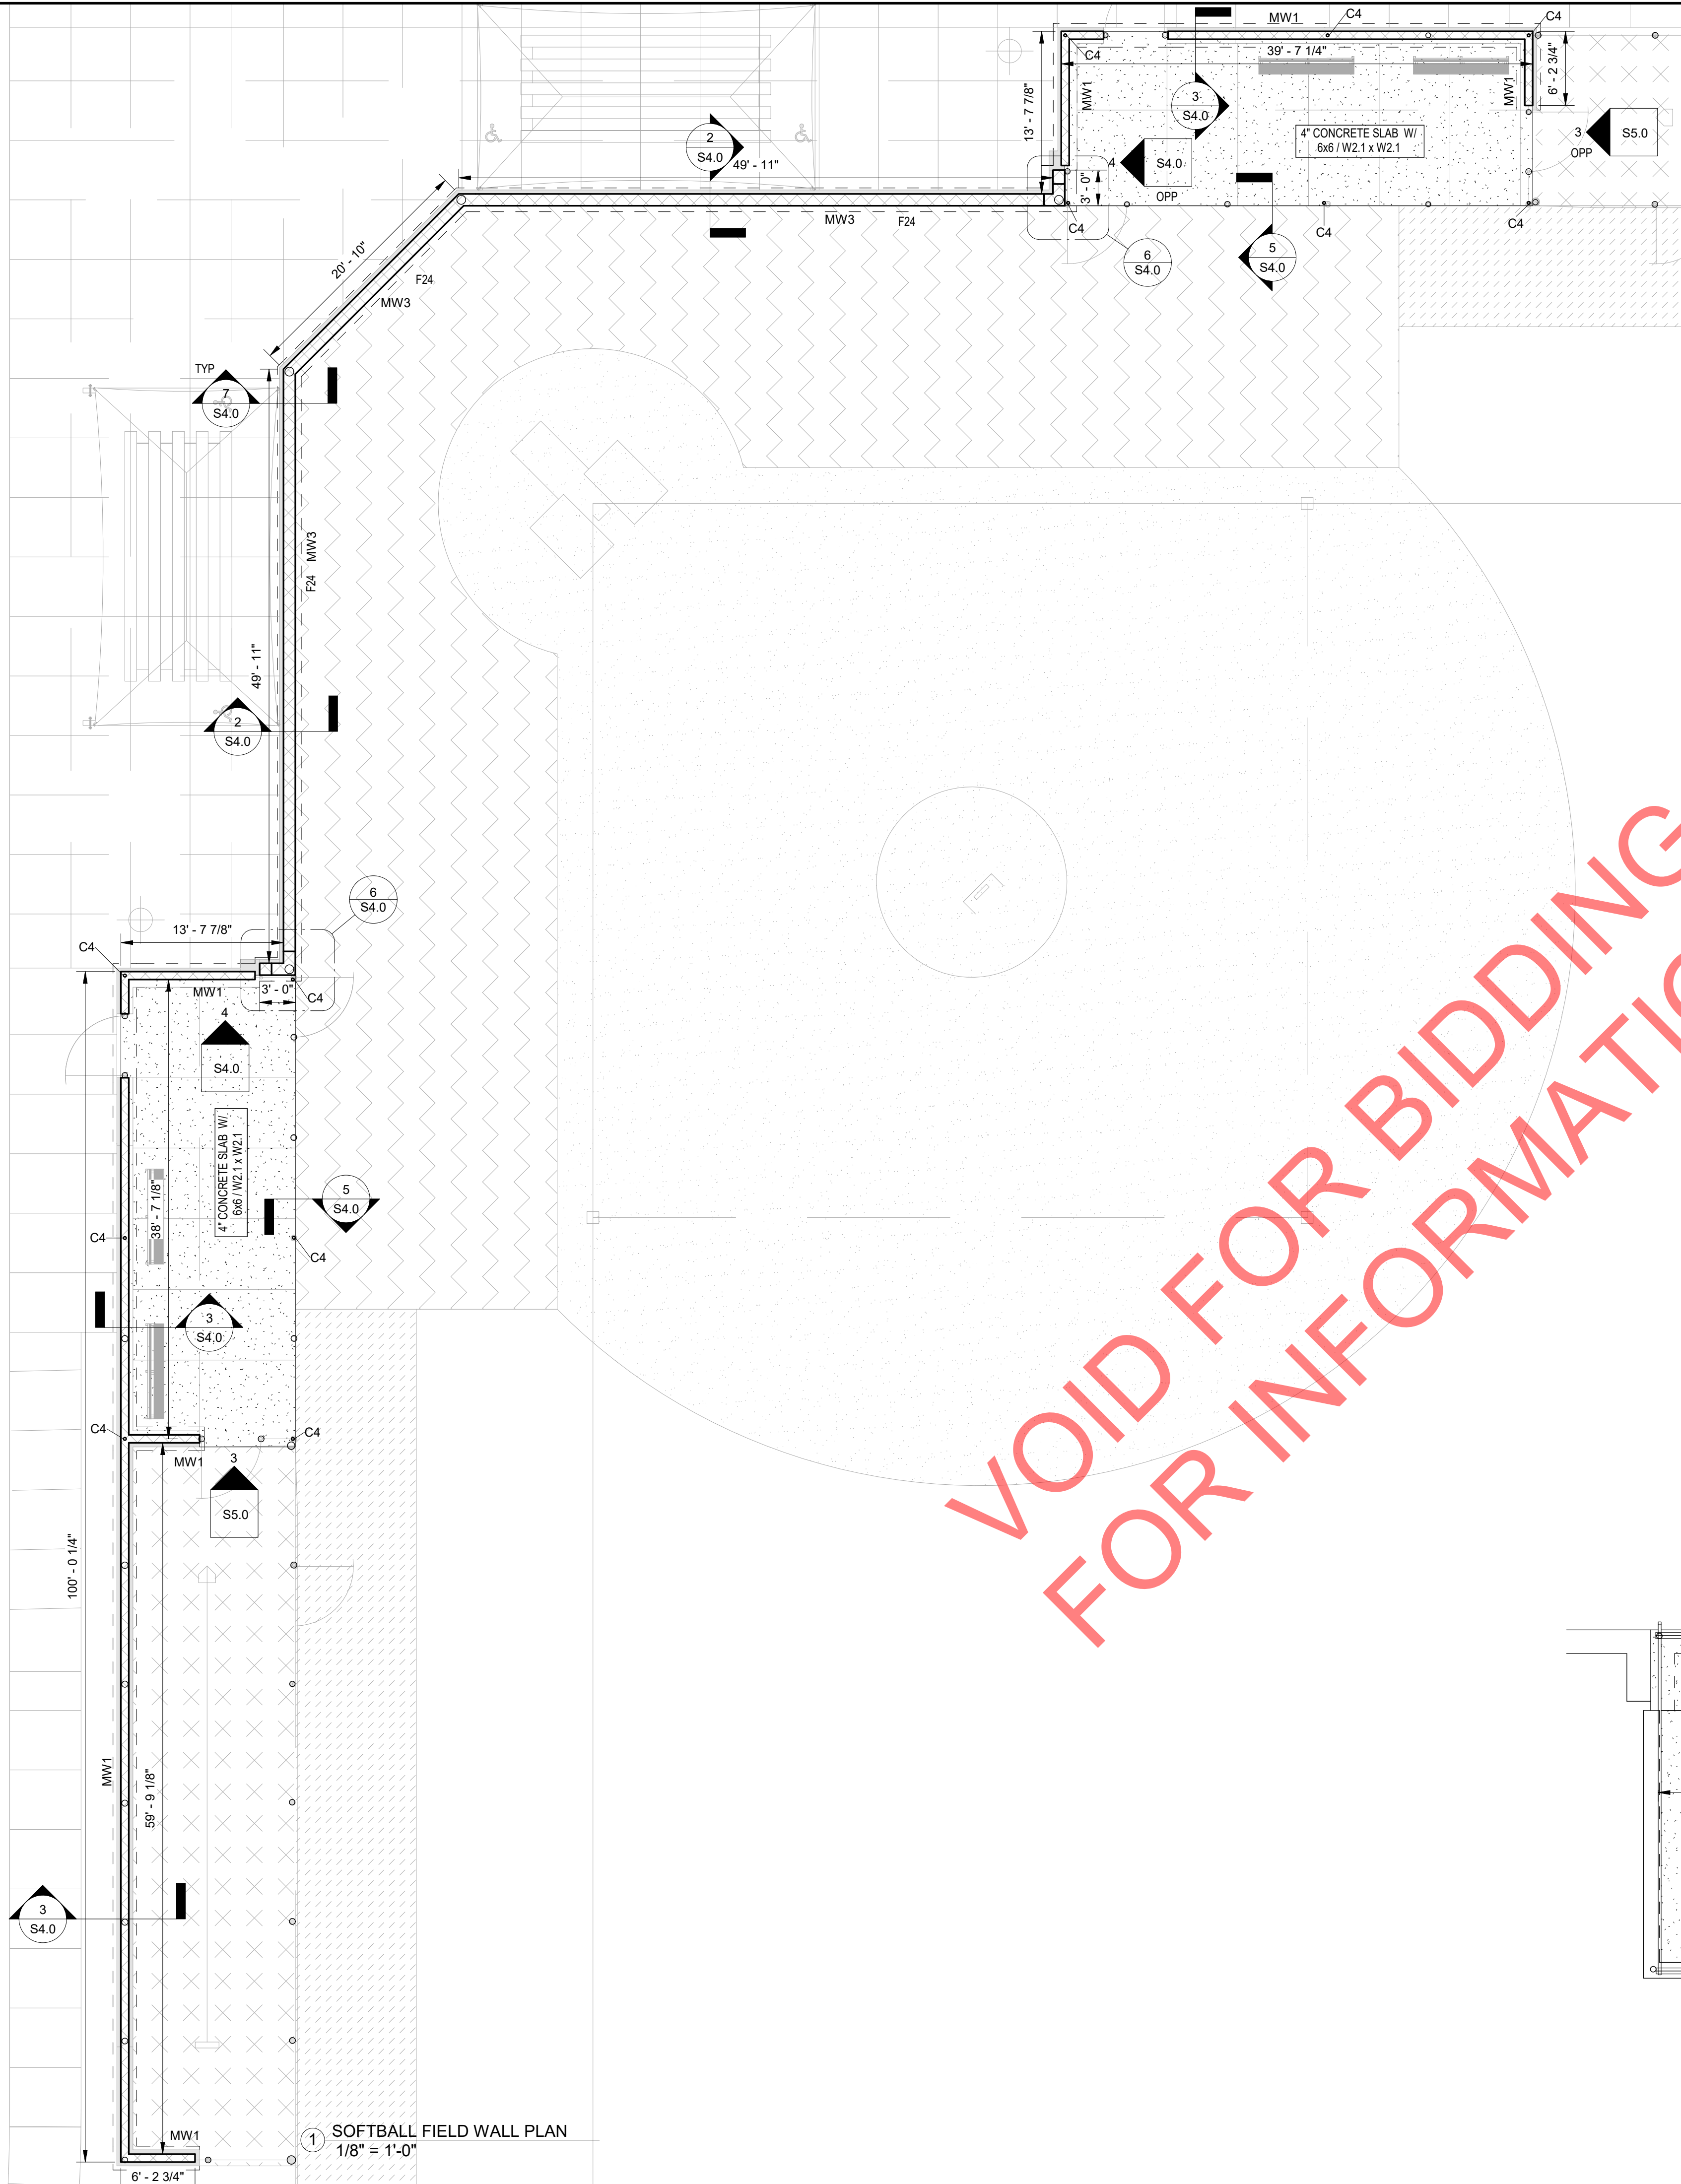 MW1
C4
C4
39' - 7 1/4"
C4
6' - 2 3/4"
13' - 7 7/8"
MW1
MW1
3
S4.0
4" CONCRETE SLAB W/
6x6 / W2.1 x W2.1
3
S5.0
OPP
2
S4.0
49' - 11"
4
S4.0
OPP
3' - 0"
MW3
F24
C4
C4
C4
6
S4.0
5
S4.0
20' - 10"
F24
MW3
TYP
7
S4.0
MW3
F24
49' - 11"
2
S4.0
6
S4.0
13' - 7 7/8"
C4
MW1
3' - 0"
C4
4
S4.0
4" CONCRETE SLAB W/
6x6 / W2.1 x W2.1
38' - 7 1/8"
5
S4.0
C4
C4
3
S4.0
C4
C4
MW1
3
S5.0
100' - 0 1/4"
MW1
59' - 9 1/8"
3
S4.0
MW1
6' - 2 3/4"
1
SOFTBALL FIELD WALL PLAN
1/8" = 1'-0"
VOID FOR BIDDING
FOR INFORMATIO